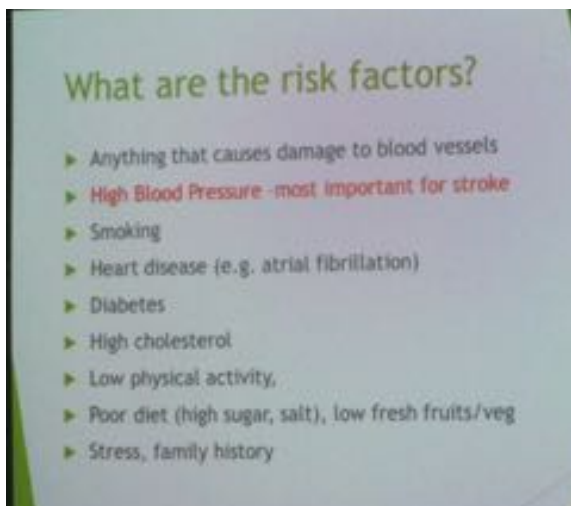 What are the risk factors?
Anything that causes damage to blood vessels
High Blood Pressure -most important for stroke
Smoking
Heart disease (e.g. atrial fibrillation)
Diabetes
High cholesterol
Low physical activity,
Poor diet (high sugar, salt), low fresh fruits/veg
Stress, family history